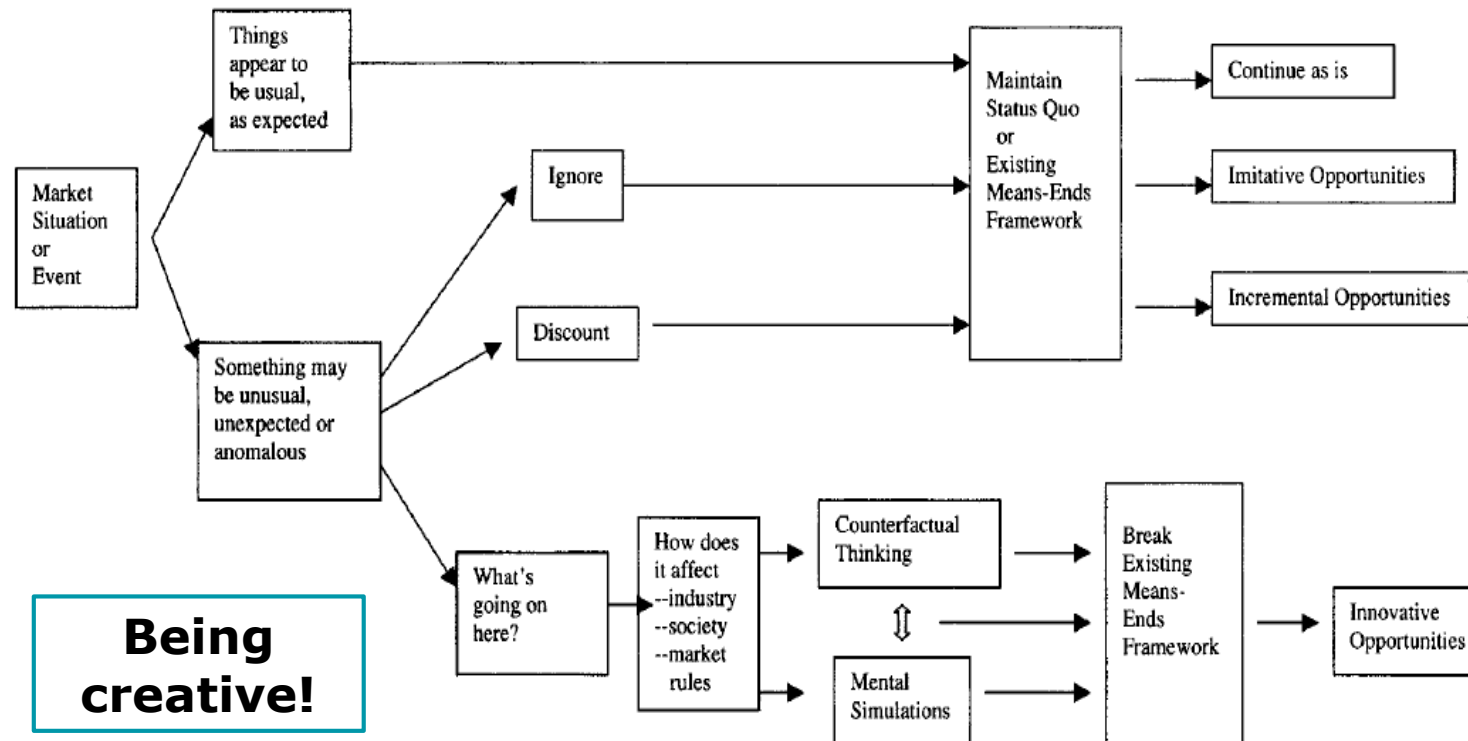 Things
appear to
be usual,
as expected
Market
Situation
or
Event
Something may
be unusual,
unexpected or
anomalous
Ignore
Discount
Maintain
Status Quo
or
Existing
Means-Ends
Framework
Continue as is
Imitative Opportunities
Incremental Opportunities
What's
going on
here?
How does
it affect
--industry
--society
--market
rules
Counterfactual
Thinking
Mental
Simulations
Break
Existing
Means-
Ends
Framework
Innovative
Opportunities
Being
creative!